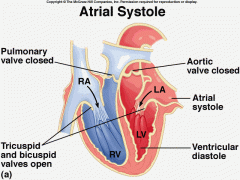 Copyright © The McGraw-Hill Companies, Inc. Permission required for reproduction or display.
Atrial Systole
Pulmonary
valve closed
Aortic
valve closed
RA
LA
Atrial
systole
Tricuspid
and bicuspid
valves open
LV
RV
Ventricular
diastole
(a)